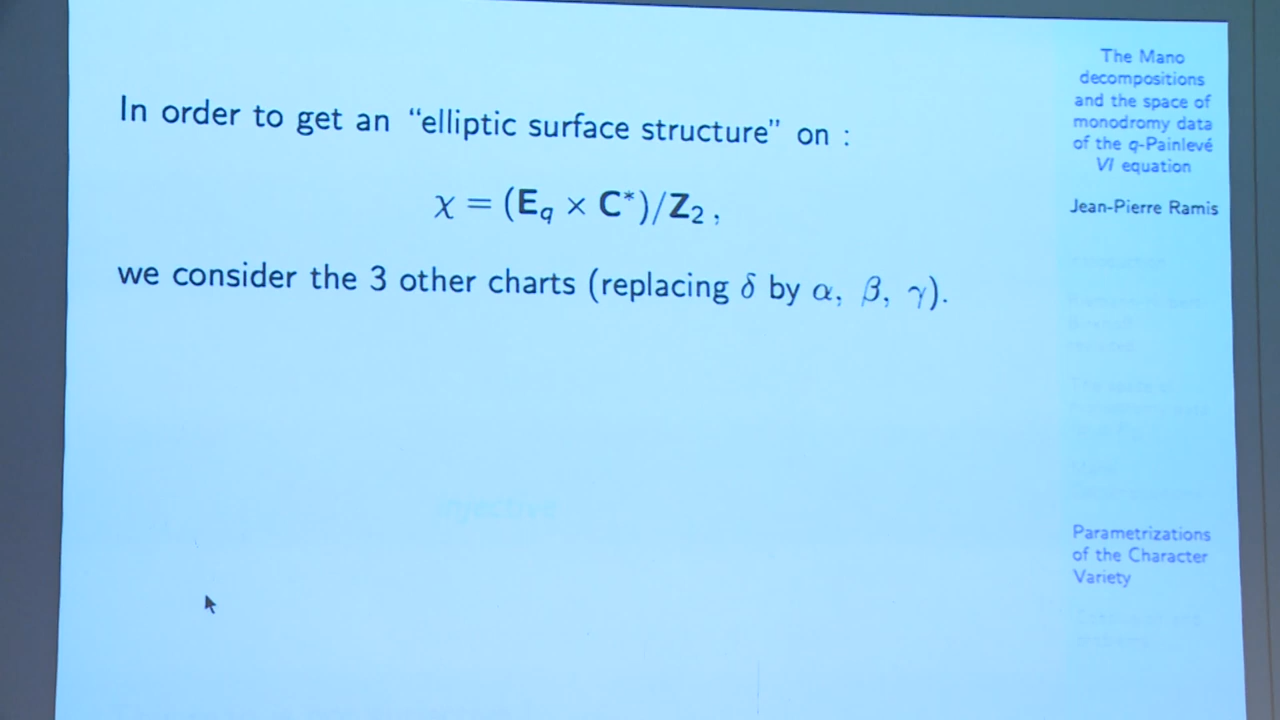 In order to get an “elliptic surface structure” on :
χ = (E_q × C*)/Z_2 ,
we consider the 3 other charts (replacing δ by α, β, γ).
injective
The Mano
decompositions
and the space of
monodromy data
of the q-Painlevé
VI equation
Jean-Pierre Ramis
Parametrizations
of the Character
Variety